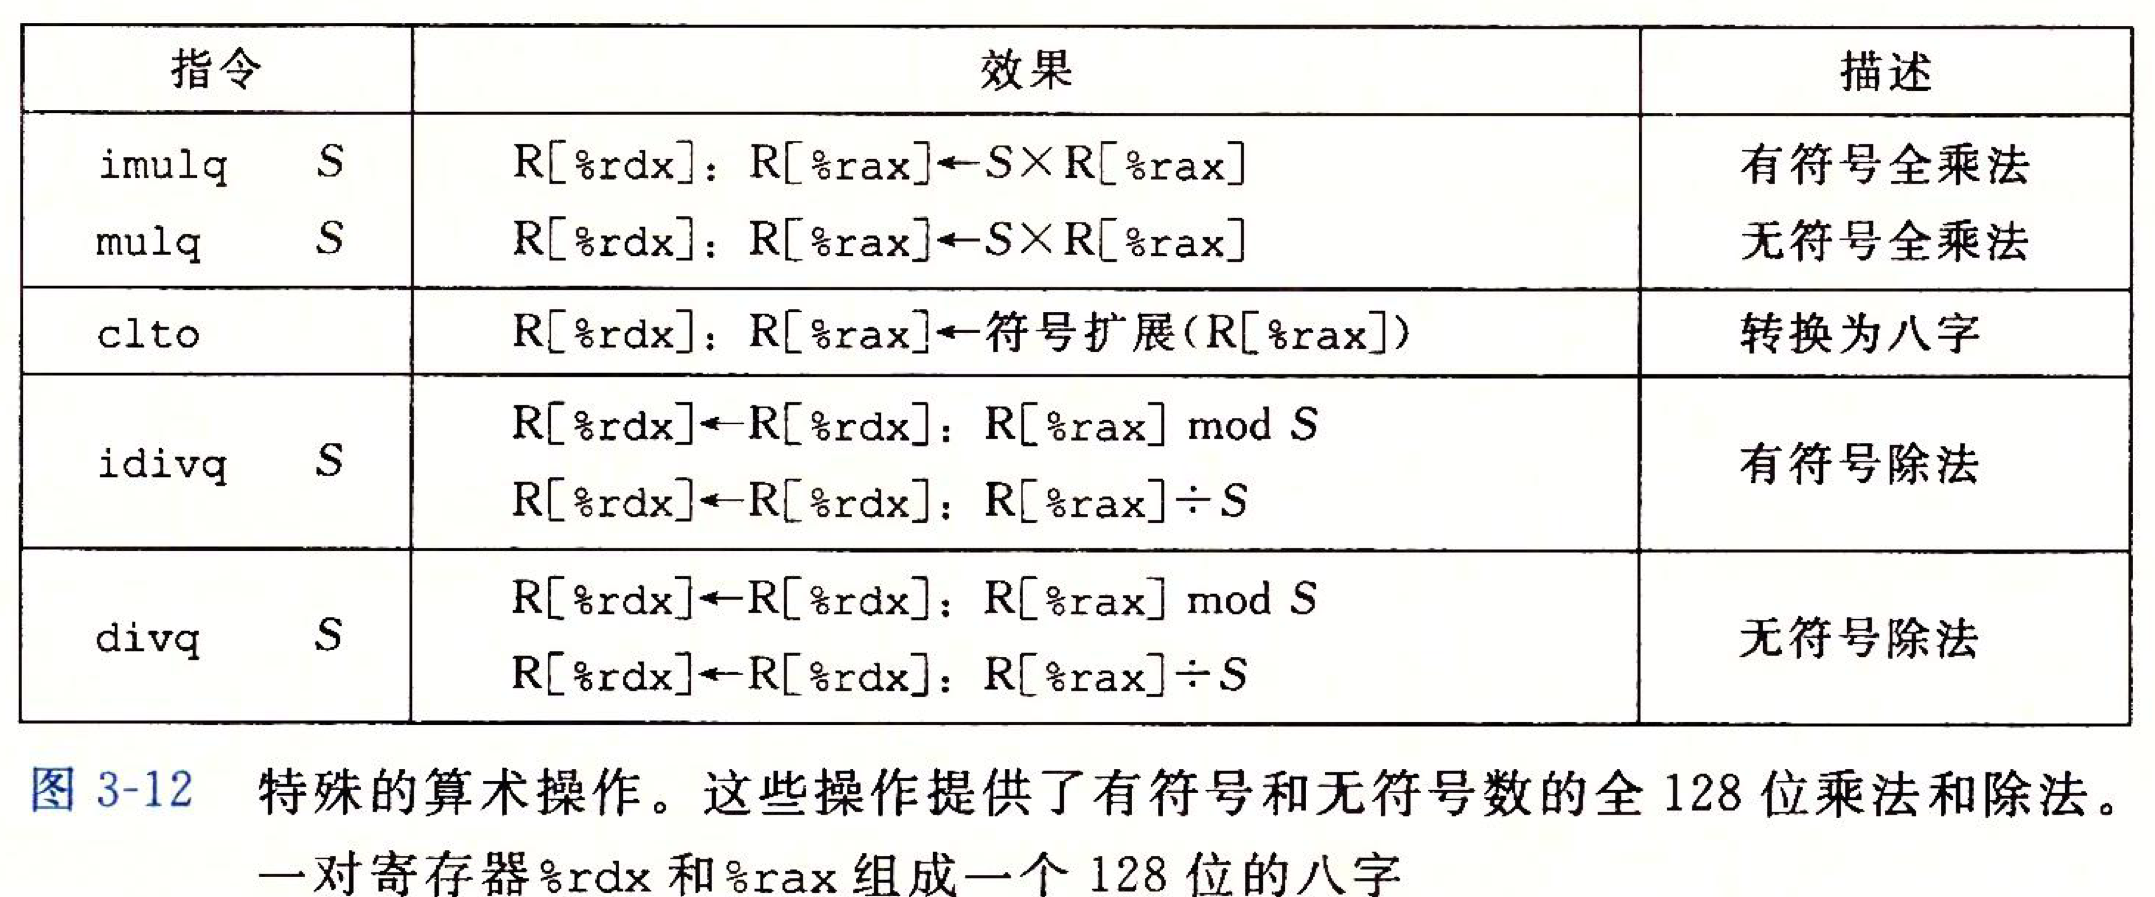 指令 效果 描述
imulq S R[%rdx]：R[%rax]←S×R[%rax] 有符号全乘法
mulq S R[%rdx]：R[%rax]←S×R[%rax] 无符号全乘法
clto R[%rdx]：R[%rax]←符号扩展(R[%rax]) 转换为八字
R[%rdx]←R[%rdx]：R[%rax] mod S
idivq S 有符号除法
R[%rdx]←R[%rdx]：R[%rax]÷S
R[%rdx]←R[%rdx]：R[%rax] mod S
divq S 无符号除法
R[%rdx]←R[%rdx]：R[%rax]÷S
图 3-12 特殊的算术操作。这些操作提供了有符号和无符号数的全 128 位乘法和除法。
一对寄存器%rdx 和%rax 组成一个 128 位的八字